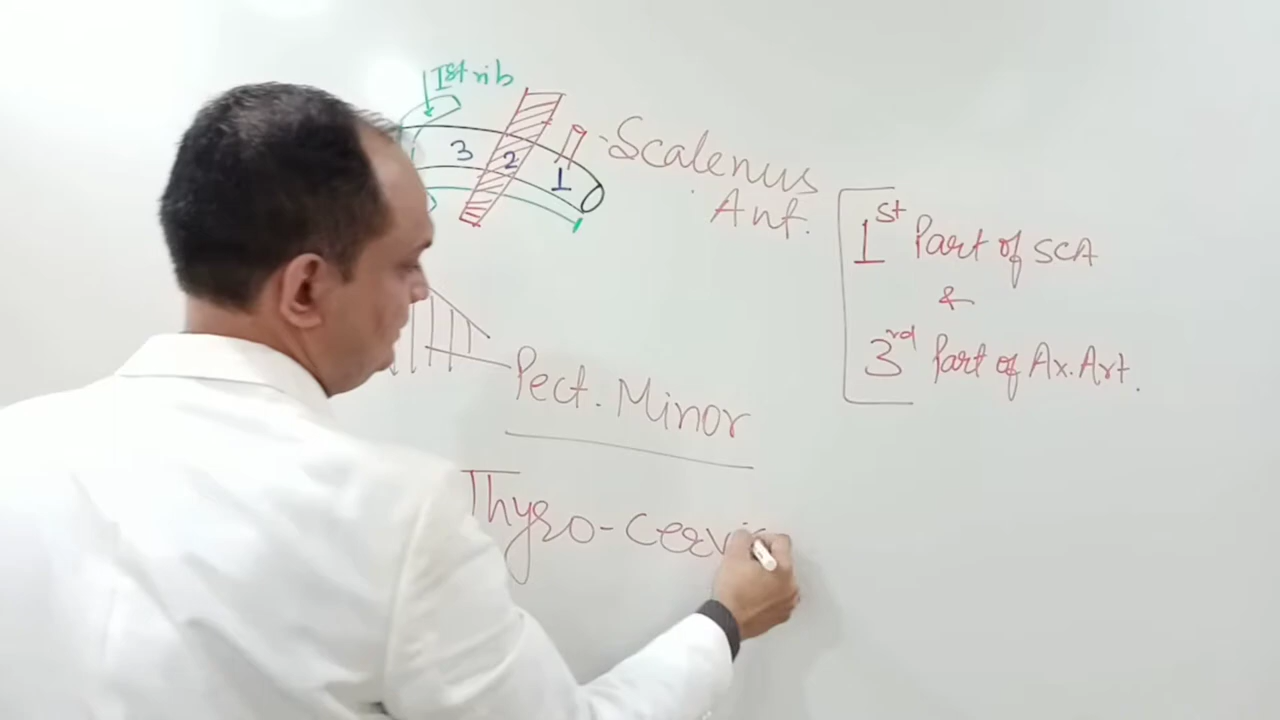 Ist rib
3
2
1
Scalenus
Ant.
1st Part of SCA
&
3rd Part of Ax. Art.
Pect. Minor
Thyro-Cervi